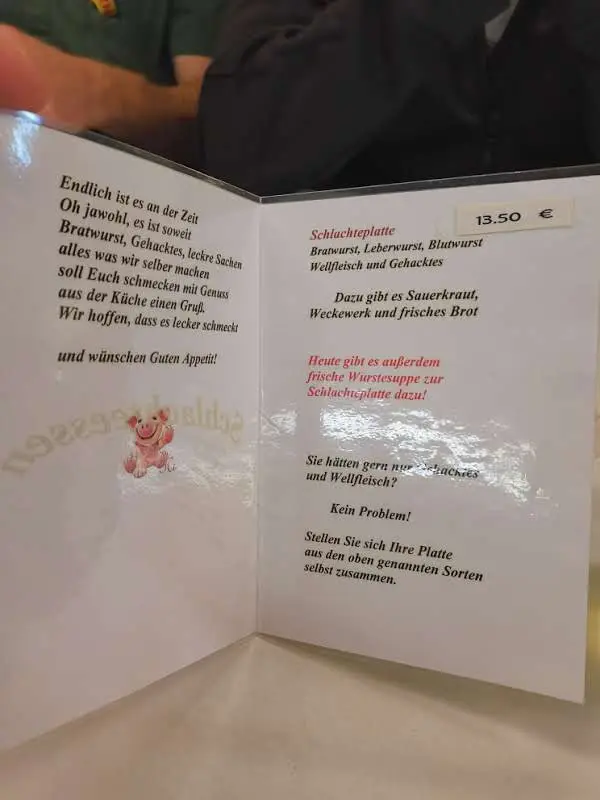 Endlich ist es an der Zeit
Oh jawohl, es ist soweit
Bratwurst, Gehacktes, leckre Sachen
alles was wir selber machen
soll Euch schmecken mit Genuss
aus der Küche einen Gruß.
Wir hoffen, dass es lecker schmeckt
und wünschen Guten Appetit!
Schlachteessen
13.50 €
Schlachteplatte
Bratwurst, Leberwurst, Blutwurst
Wellfleisch und Gehacktes
Dazu gibt es Sauerkraut,
Weckewerk und frisches Brot
Heute gibt es außerdem
frische Wurstesuppe zur
Schlachteplatte dazu!
Sie hätten gern nur Gehacktes
und Wellfleisch?
Kein Problem!
Stellen Sie sich Ihre Platte
aus den oben genannten Sorten
selbst zusammen.